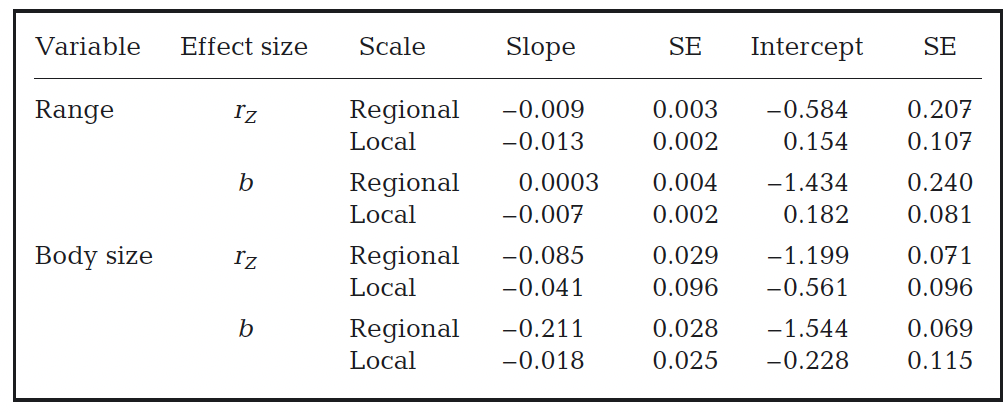 Variable Effect size Scale Slope SE Intercept SE
Range rZ Regional −0.009 0.003 −0.584 0.207
Local −0.013 0.002 0.154 0.107
b Regional 0.0003 0.004 −1.434 0.240
Local −0.007 0.002 0.182 0.081
Body size rZ Regional −0.085 0.029 −1.199 0.071
Local −0.041 0.096 −0.561 0.096
b Regional −0.211 0.028 −1.544 0.069
Local −0.018 0.025 −0.228 0.115